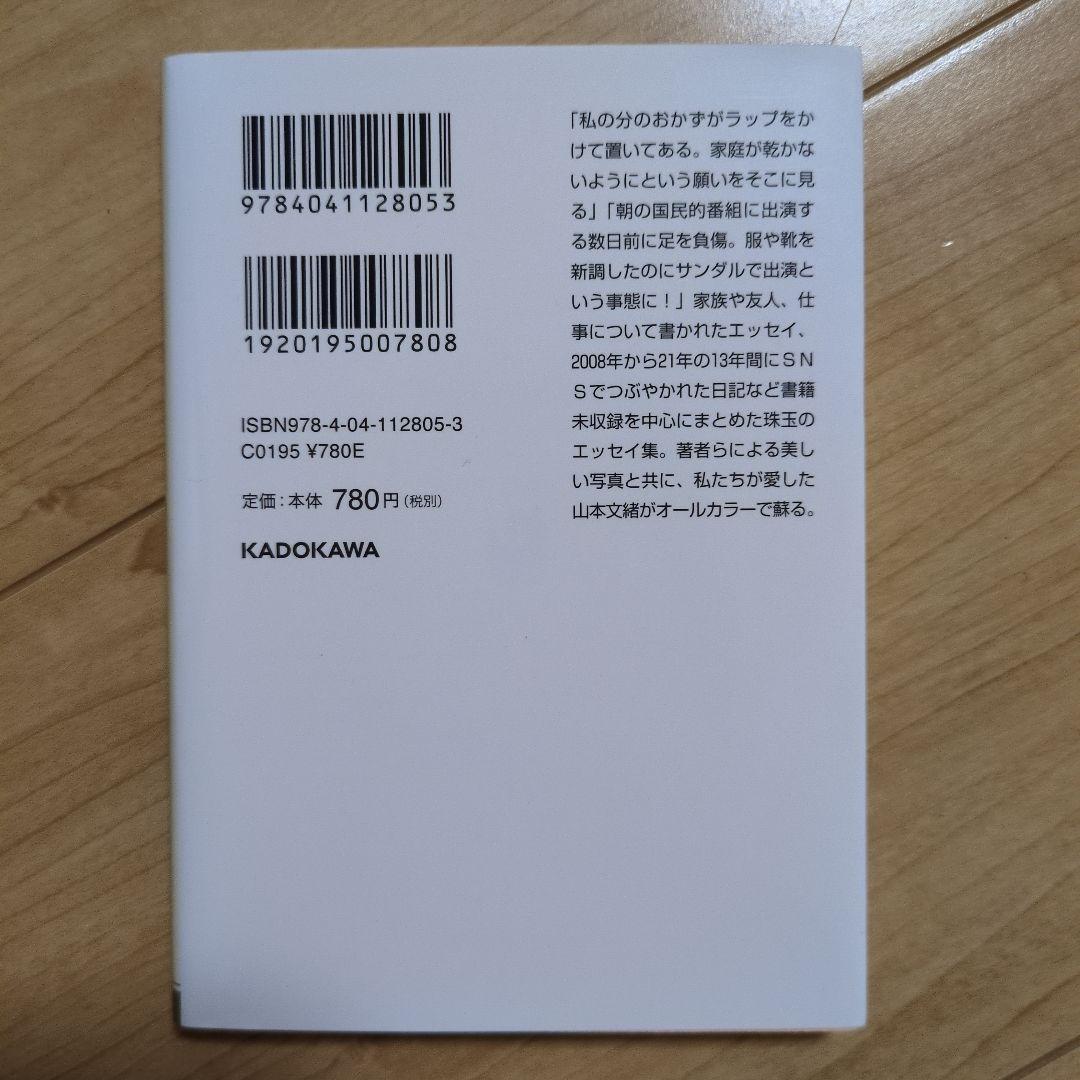 9784041128053
1920195007808
ISBN978-4-04-112805-3
C0195 ¥780E
定価：本体 780円（税別）
KADOKAWA
「私の分のおかずがラップをか
けて置いてある。家庭が乾かな
いようにという願いをそこに見
る」「朝の国民的番組に出演す
る数日前に足を負傷。服や靴を
新調したのにサンダルで出演と
いう事態に！」家族や友人、仕
事について書かれたエッセイ、
2008年から21年の13年間にＳＮ
Ｓでつぶやかれた日記など書籍
未収録を中心にまとめた珠玉の
エッセイ集。著者らによる美し
い写真と共に、私たちが愛した
山本文緒がオールカラーで蘇る。